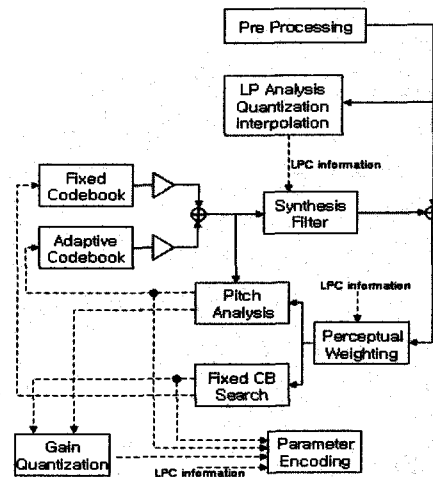 Pre Processing
LP Analysis
Quantization
Interpolation
LPC information
Fixed
Codebook
Synthesis
Filter
Adaptive
Codebook
LPC information
Pitch
Analysis
Perceptual
Weighting
Fixed CB
Search
Gain
Quantization
Parameter
Encoding
LPC information